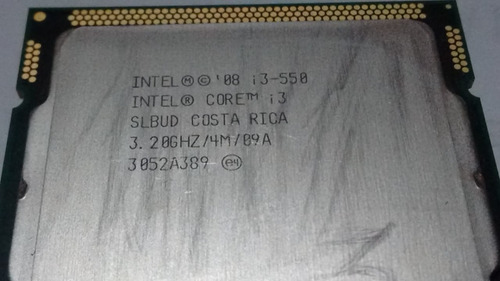 INTEL Ⓜ©'08 i3-550
INTEL® CORE™ i3
SLBUD COSTA RICA
3.20GHZ/4M/09A
3052A389 e4